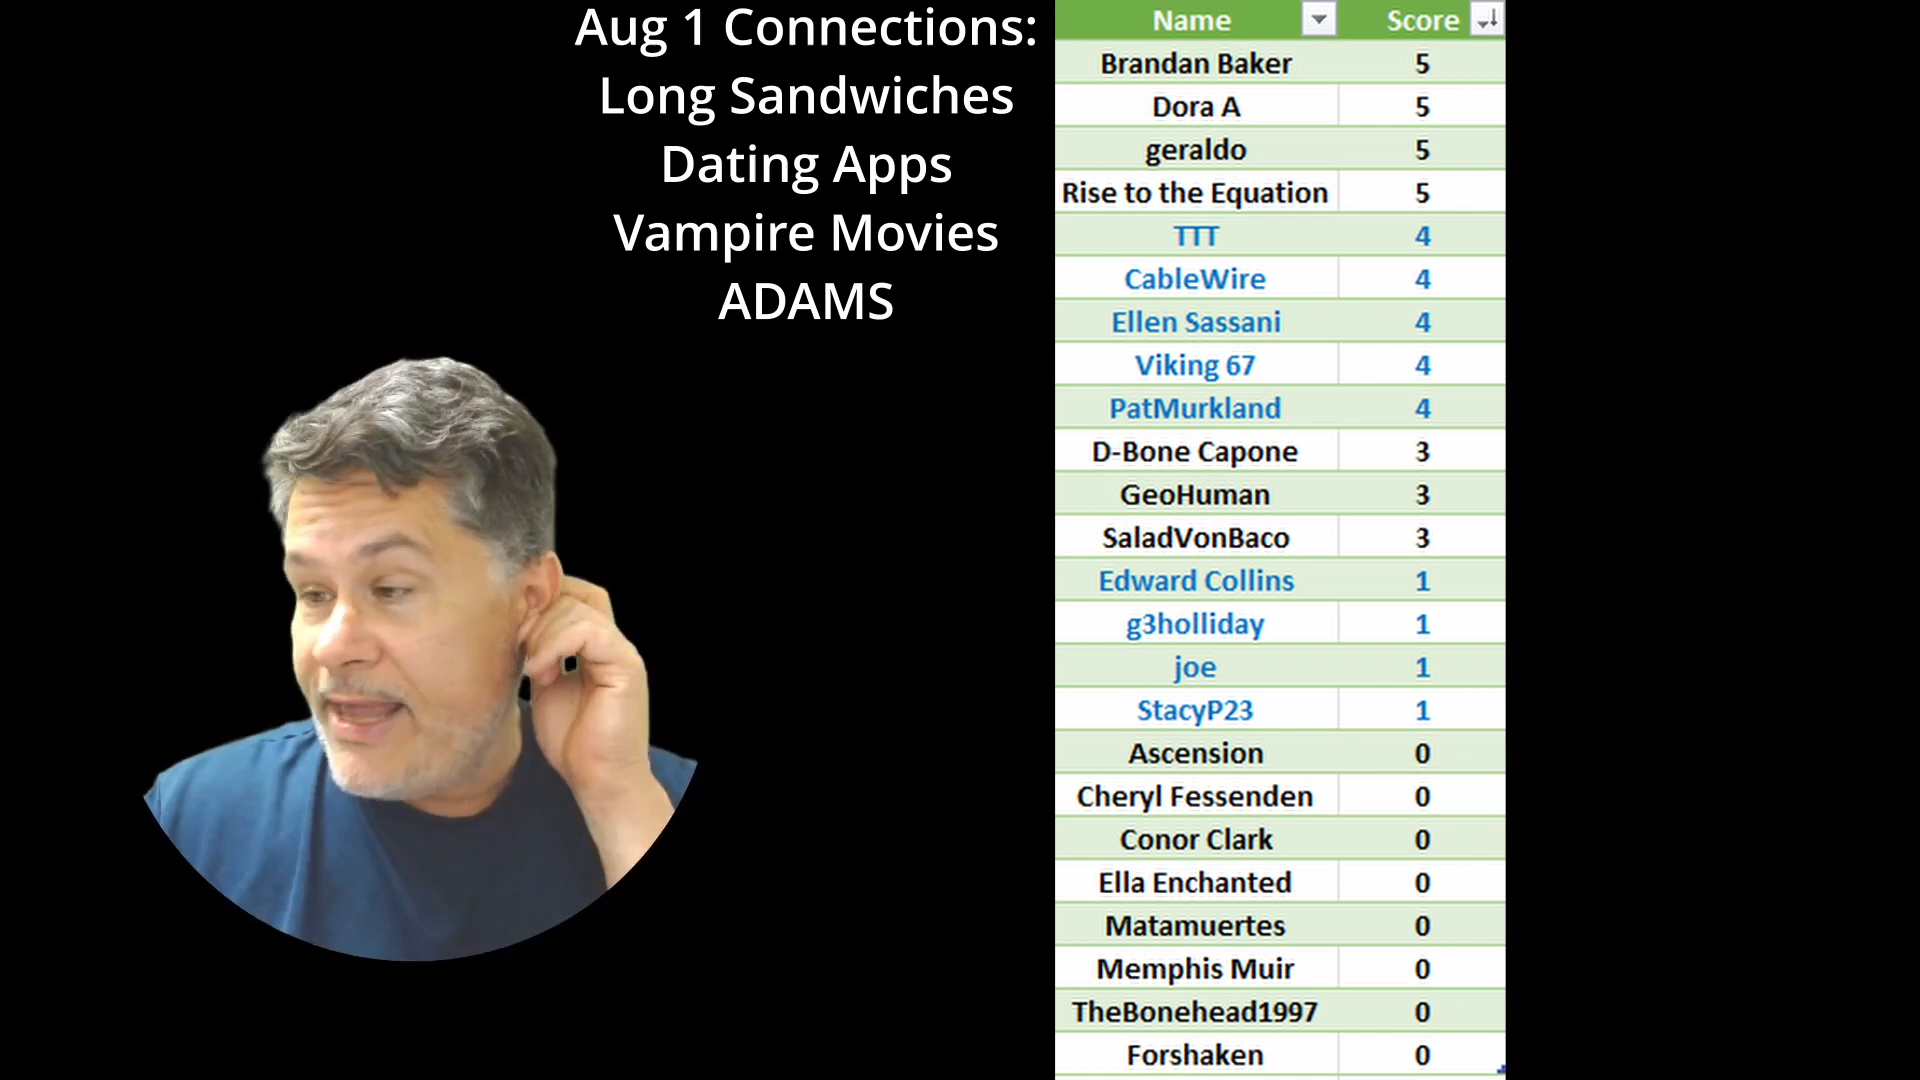 Aug 1 Connections:
Long Sandwiches
Dating Apps
Vampire Movies
ADAMS
Name Score
Brandan Baker 5
Dora A 5
geraldo 5
Rise to the Equation 5
TTT 4
CableWire 4
Ellen Sassani 4
Viking 67 4
PatMurkland 4
D-Bone Capone 3
GeoHuman 3
SaladVonBaco 3
Edward Collins 1
g3holliday 1
joe 1
StacyP23 1
Ascension 0
Cheryl Fessenden 0
Conor Clark 0
Ella Enchanted 0
Matamuertes 0
Memphis Muir 0
TheBonehead1997 0
Forshaken 0